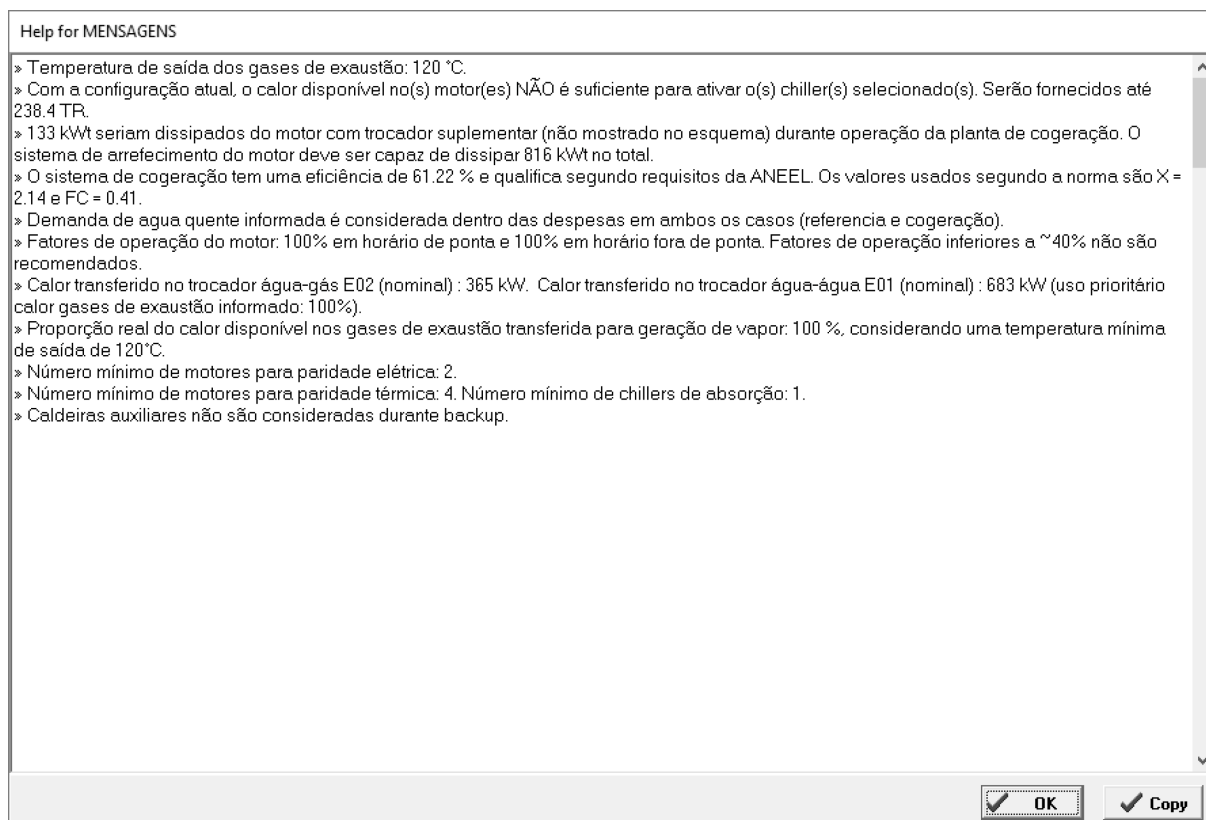 Help for MENSAGENS
» Temperatura de saída dos gases de exaustão: 120 °C.
» Com a configuração atual, o calor disponível no(s) motor(es) NÃO é suficiente para ativar o(s) chiller(s) selecionado(s). Serão fornecidos até
238.4 TR.
» 133 kWt seriam dissipados do motor com trocador suplementar (não mostrado no esquema) durante operação da planta de cogeração. O
sistema de arrefecimento do motor deve ser capaz de dissipar 816 kWt no total.
» O sistema de cogeração tem uma eficiência de 61.22 % e qualifica segundo requisitos da ANEEL. Os valores usados segundo a norma são X =
2.14 e FC = 0.41.
» Demanda de agua quente informada é considerada dentro das despesas em ambos os casos (referencia e cogeração).
» Fatores de operação do motor: 100% em horário de ponta e 100% em horário fora de ponta. Fatores de operação inferiores a ~40% não são
recomendados.
» Calor transferido no trocador água-gás E02 (nominal) : 365 kW.  Calor transferido no trocador água-água E01 (nominal) : 683 kW (uso prioritário
calor gases de exaustão informado: 100%).
» Proporção real do calor disponível nos gases de exaustão transferida para geração de vapor: 100 %, considerando uma temperatura mínima
de saída de 120°C.
» Número mínimo de motores para paridade elétrica: 2.
» Número mínimo de motores para paridade térmica: 4. Número mínimo de chillers de absorção: 1.
» Caldeiras auxiliares não são consideradas durante backup.
OK Copy